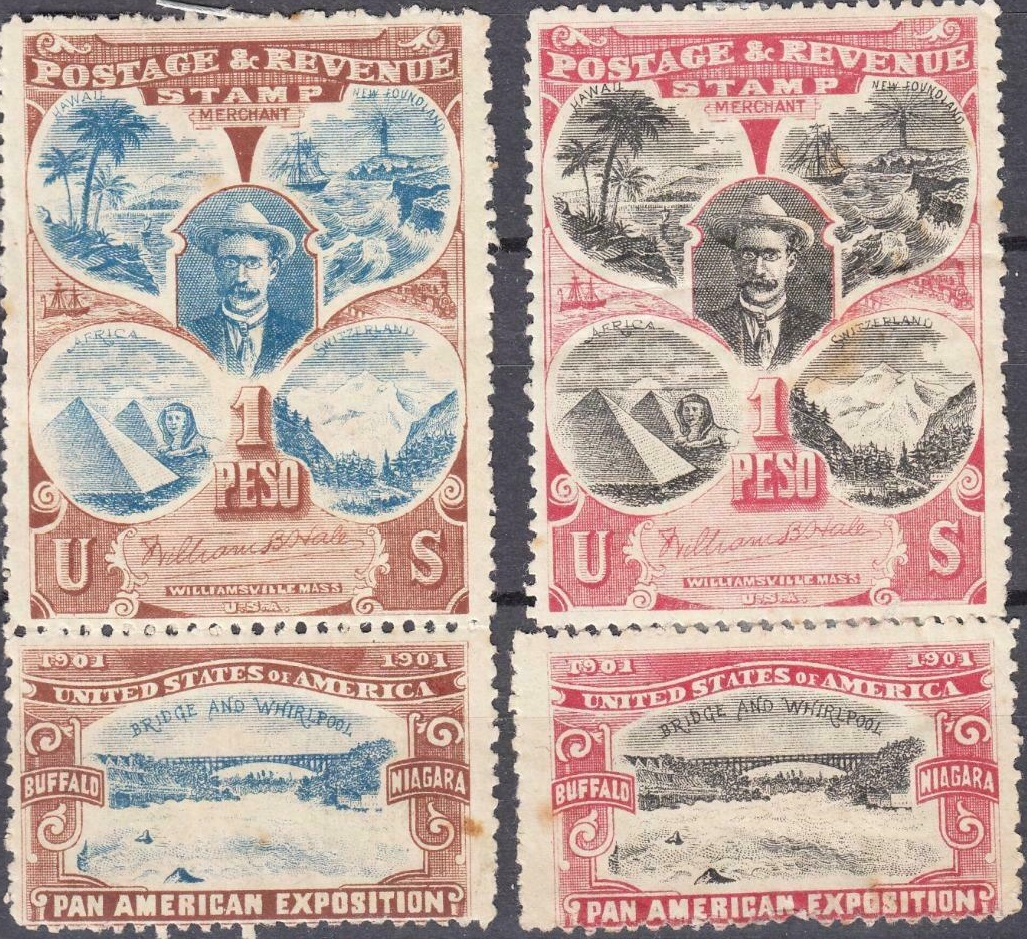 POSTAGE & REVENUE
STAMP
MERCHANT
HAWAII
NEW FOUNDLAND
AFRICA
SWITZERLAND
1
PESO
U S
William B Hale
WILLIAMSVILLE MASS
U.S.A.
1901 1901
UNITED STATES OF AMERICA
BRIDGE AND WHIRLPOOL
BUFFALO NIAGARA
PAN AMERICAN EXPOSITION
POSTAGE & REVENUE
STAMP
MERCHANT
HAWAII
NEW FOUNDLAND
AFRICA
SWITZERLAND
1
PESO
U S
William B Hale
WILLIAMSVILLE MASS
U.S.A.
1901 1901
UNITED STATES OF AMERICA
BRIDGE AND WHIRLPOOL
BUFFALO NIAGARA
PAN AMERICAN EXPOSITION